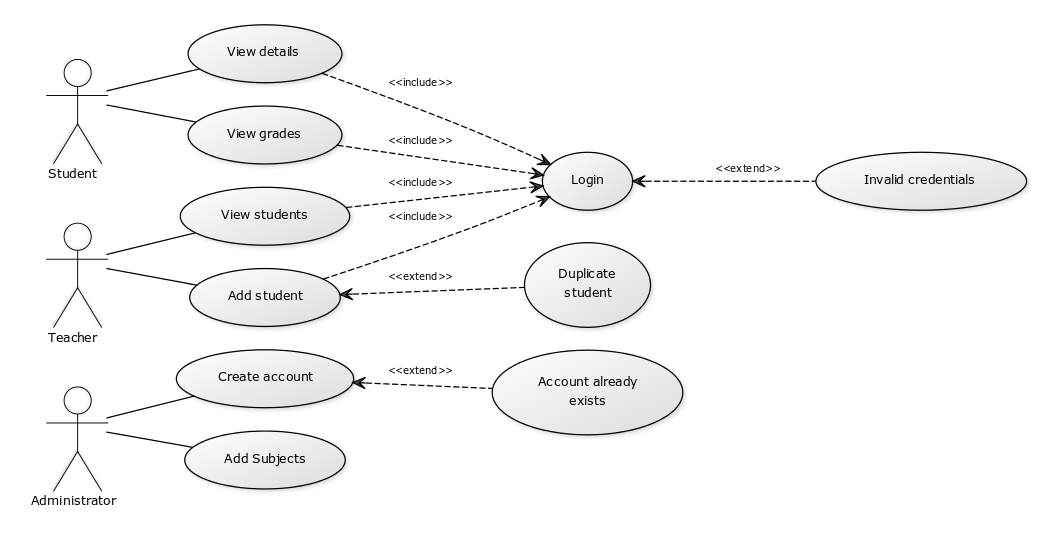 View details
<<include>>
Student
View grades
<<include>>
Login
<<extend>>
Invalid credentials
View students
<<include>>
<<include>>
Teacher
Add student
<<extend>>
Duplicate
student
Create account
<<extend>>
Account already
exists
Administrator
Add Subjects